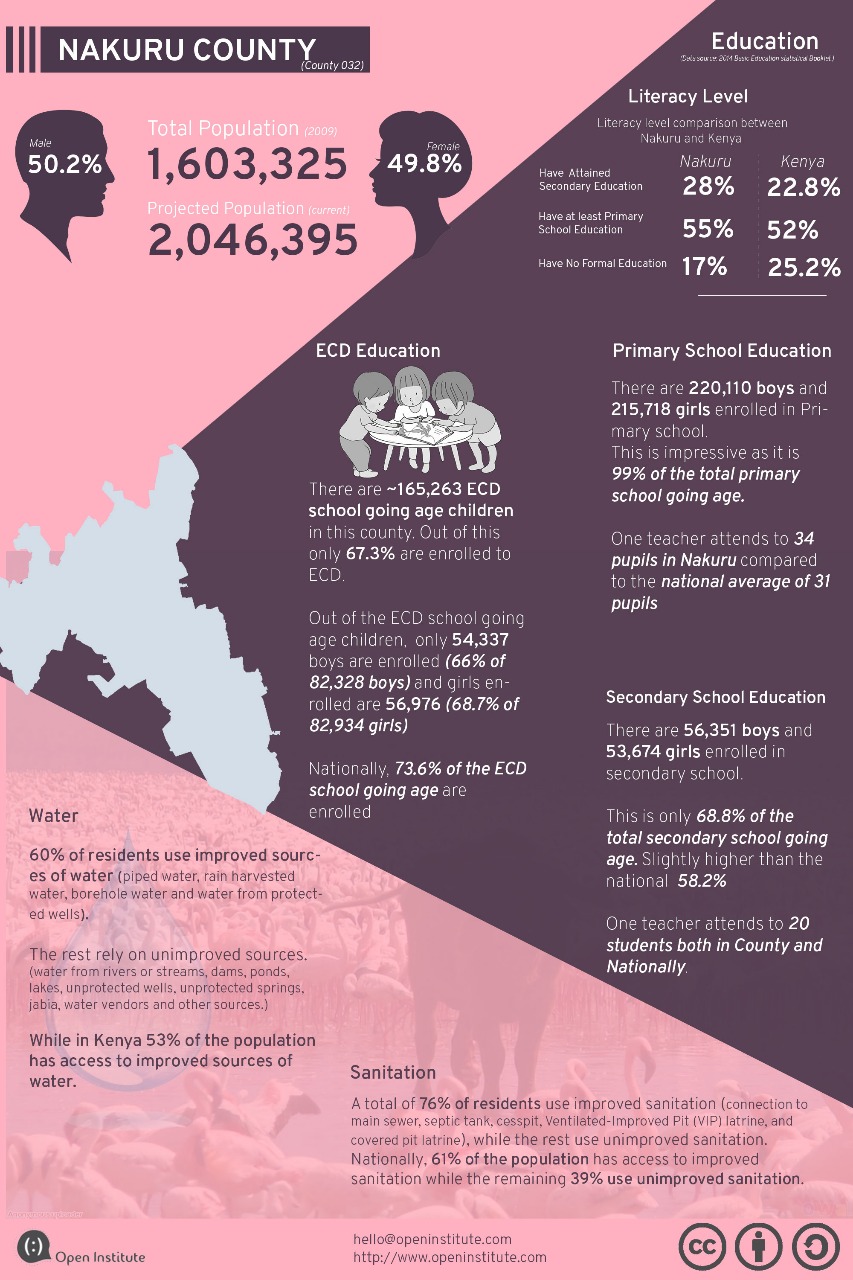 NAKURU COUNTY
(County 032)
Male
50.2%
Total Population (2009)
1,603,325
Projected Population (current)
2,046,395
Female
49.8%
Education
(Data source: 2014 Basic Education statistical Booklet)
Literacy Level
Literacy level comparison between
Nakuru and Kenya
Nakuru Kenya
Have Attained
Secondary Education 28% 22.8%
Have at least Primary
School Education 55% 52%
Have No Formal Education 17% 25.2%
ECD Education
There are ~165,263 ECD
school going age children
in this county. Out of this
only 67.3% are enrolled to
ECD.
Out of the ECD school going
age children, only 54,337
boys are enrolled (66% of
82,328 boys) and girls en-
rolled are 56,976 (68.7% of
82,934 girls)
Nationally, 73.6% of the ECD
school going age are
enrolled
Primary School Education
There are 220,110 boys and
215,718 girls enrolled in Pri-
mary school.
This is impressive as it is
99% of the total primary
school going age.
One teacher attends to 34
pupils in Nakuru compared
to the national average of 31
pupils
Secondary School Education
There are 56,351 boys and
53,674 girls enrolled in
secondary school.
This is only 68.8% of the
total secondary school going
age. Slightly higher than the
national 58.2%
One teacher attends to 20
students both in County and
Nationally.
Water
60% of residents use improved sourc-
es of water (piped water, rain harvested
water, borehole water and water from protect-
ed wells).
The rest rely on unimproved sources.
(water from rivers or streams, dams, ponds,
lakes, unprotected wells, unprotected springs,
jabia, water vendors and other sources.)
While in Kenya 53% of the population
has access to improved sources of
water.
Sanitation
A total of 76% of residents use improved sanitation (connection to
main sewer, septic tank, cesspit, Ventilated-Improved Pit (VIP) latrine, and
covered pit latrine), while the rest use unimproved sanitation.
Nationally, 61% of the population has access to improved
sanitation while the remaining 39% use unimproved sanitation.
Open Institute
hello@openinstitute.com
http://www.openinstitute.com
cc